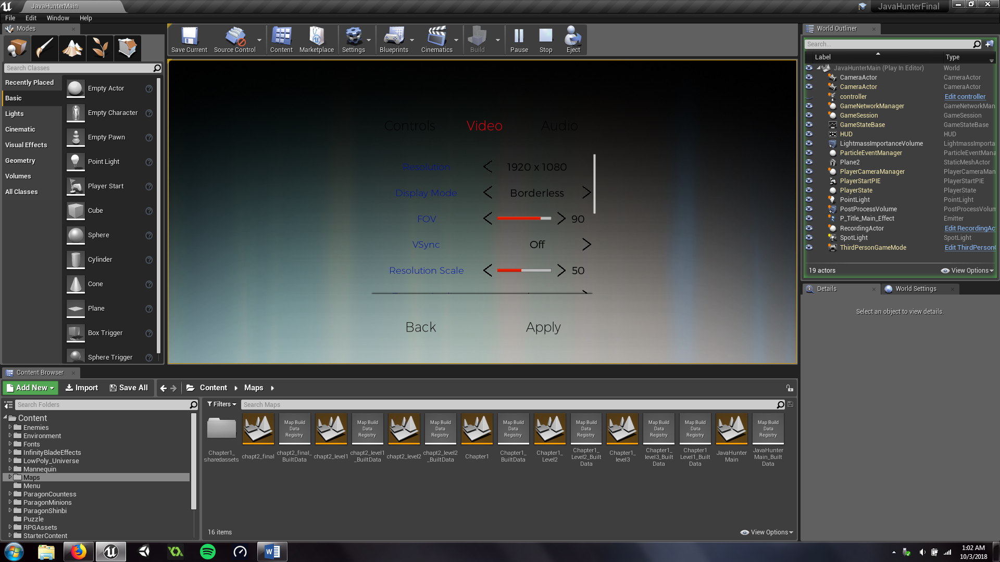 JavaHunterMain
JavaHunterFinal
File Edit Window Help
Modes
Search Classes
Recently Placed
Basic
Lights
Cinematic
Visual Effects
Geometry
Volumes
All Classes
Empty Actor
Empty Character
Empty Pawn
Point Light
Player Start
Cube
Sphere
Cylinder
Cone
Plane
Box Trigger
Sphere Trigger
Save Current Source Control Content Marketplace Settings Blueprints Cinematics Build Pause Stop Eject
Controls Video Audio
Resolution 1920 x 1080
Display Mode Borderless
FOV 90
VSync Off
Resolution Scale 50
Back Apply
World Outliner
Search...
Label Type
JavaHunterMain (Play In Editor) World
CameraActor CameraActor
CameraActor CameraActor
controller Edit controller
GameNetworkManager GameNetworkMan
GameSession GameSession
GameStateBase GameStateBase
HUD HUD
LightmassImportanceVolume LightmassImporta
ParticleEventManager ParticleEventMana
Plane2 StaticMeshActor
PlayerCameraManager PlayerCameraMan
PlayerStartPIE PlayerStartPIE
PlayerState PlayerState
PointLight PointLight
PostProcessVolume PostProcessVolum
P_Title_Main_Effect Emitter
RecordingActor Edit RecordingAc
SpotLight SpotLight
ThirdPersonGameMode Edit ThirdPerson
19 actors View Options
Details World Settings
Select an object to view details.
Content Browser
Add New Import Save All Content Maps
Search Folders
Content
Enemies
Environment
Fonts
InfinityBladeEffects
LowPoly_Universe
Mannequin
Maps
Menu
ParagonCountess
ParagonMinions
ParagonShinbi
Puzzle
RPGAssets
StarterContent
Filters Search Maps
Map Build Data Registry
Map Build Data Registry
Map Build Data Registry
Map Build Data Registry
Map Build Data Registry
Map Build Data Registry
Map Build Data Registry
Map Build Data Registry
Chapter1_sharedassets
chapt2_final
chapt2_final_BuiltData
chapt2_level1
chapt2_level1_BuiltData
chapt2_level2
chapt2_level2_BuiltData
Chapter1
Chapter1_BuiltData
Chapter1_Level2
Chapter1_Level2_BuiltData
Chapter1_level3
Chapter1_level3_BuiltData
Chapter1Level1_BuiltData
JavaHunterMain
JavaHunterMain_BuiltData
16 items View Options
1:02 AM
10/3/2018